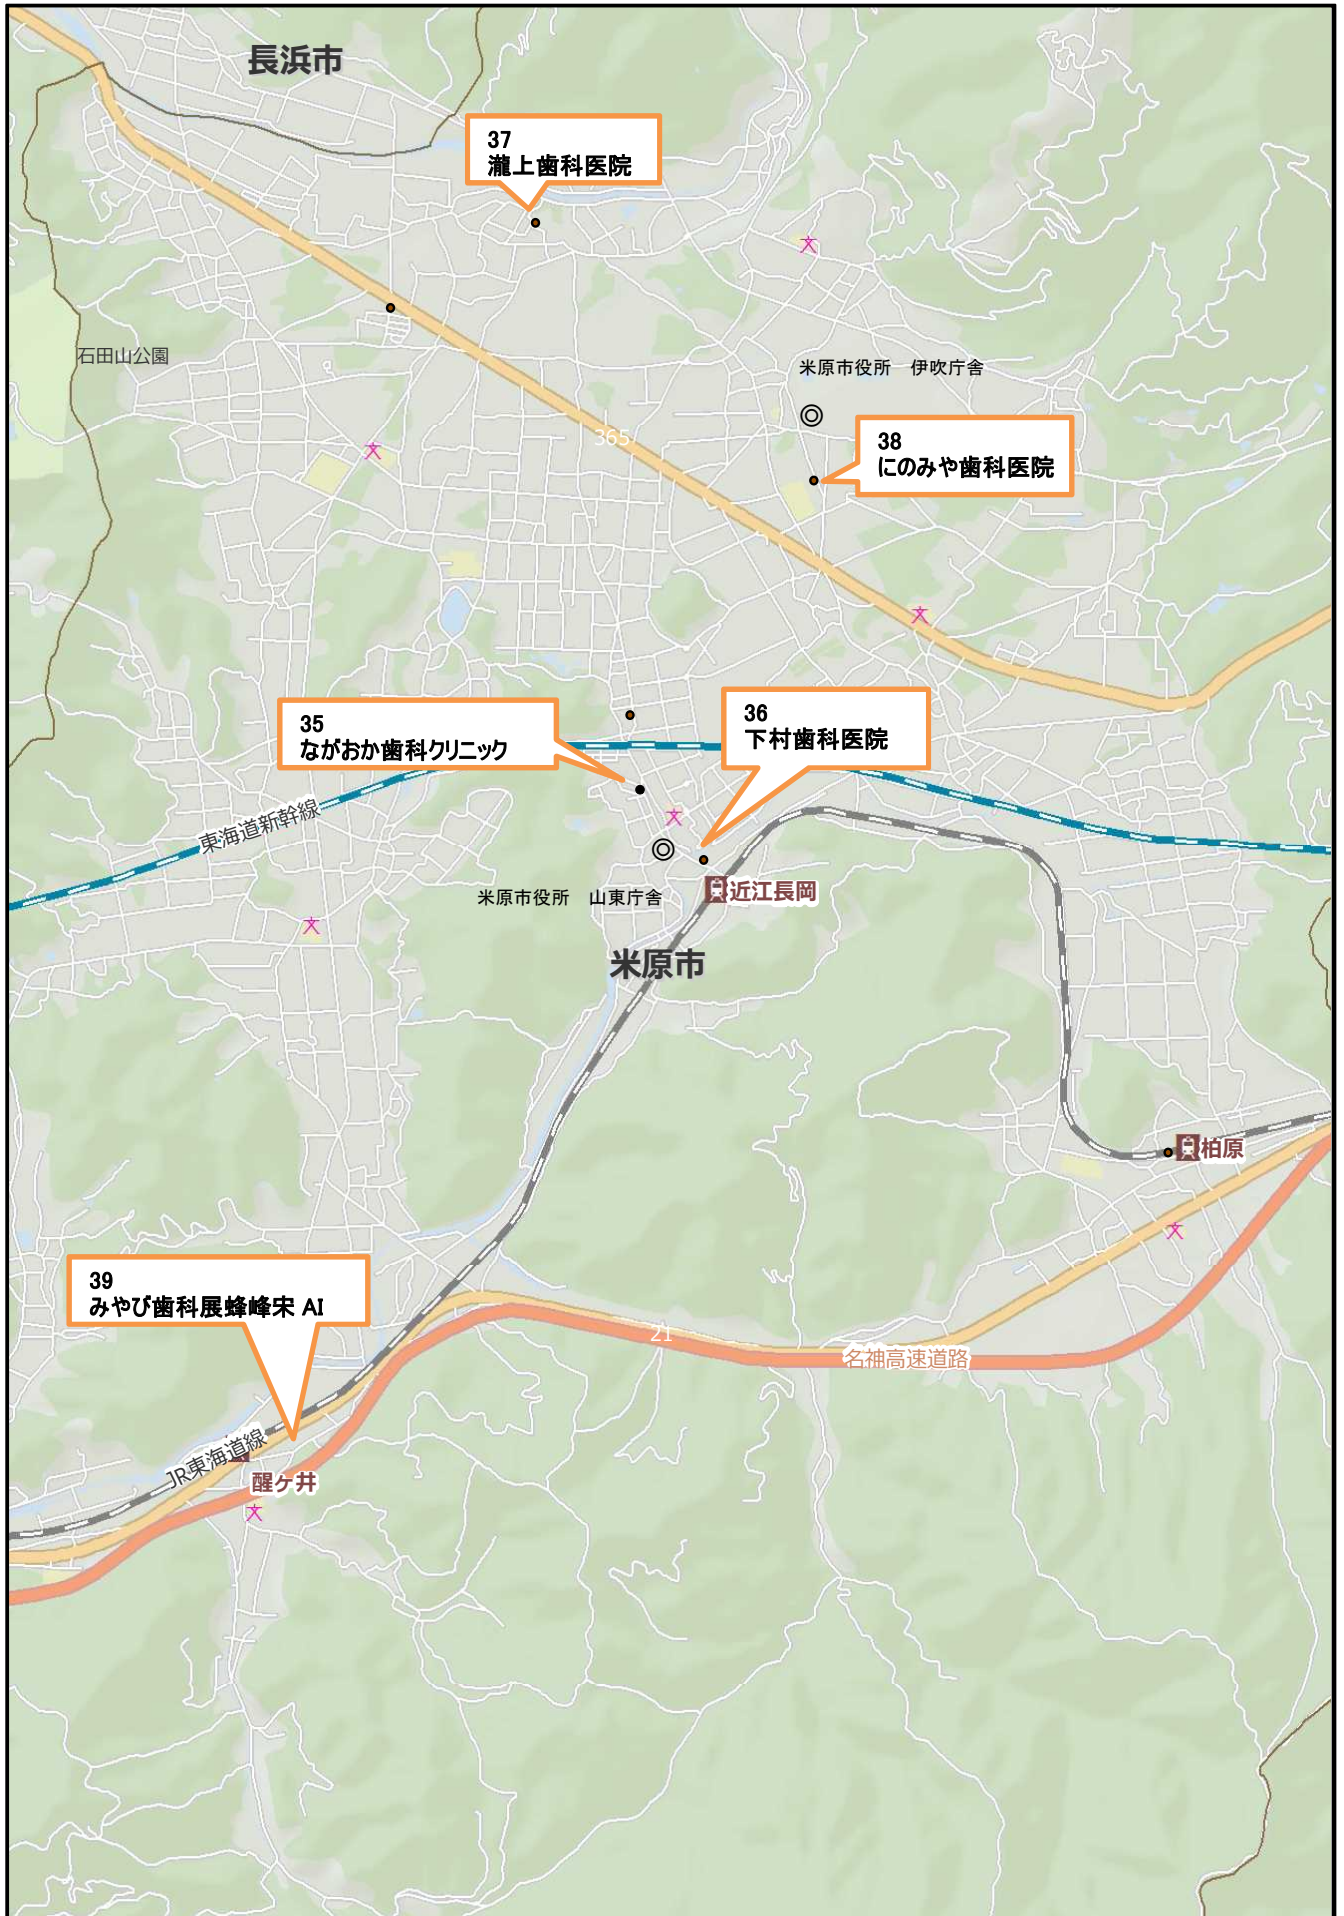 長浜市
37
瀧上歯科医院
石田山公園
米原市役所 伊吹庁舎
365
38
にのみや歯科医院
35
ながおか歯科クリニック
36
下村歯科医院
東海道新幹線
米原市役所 山東庁舎
近江長岡
米原市
柏原
39
みやび歯科展蜂峰宋 AI
21
名神高速道路
JR東海道線
醒ヶ井